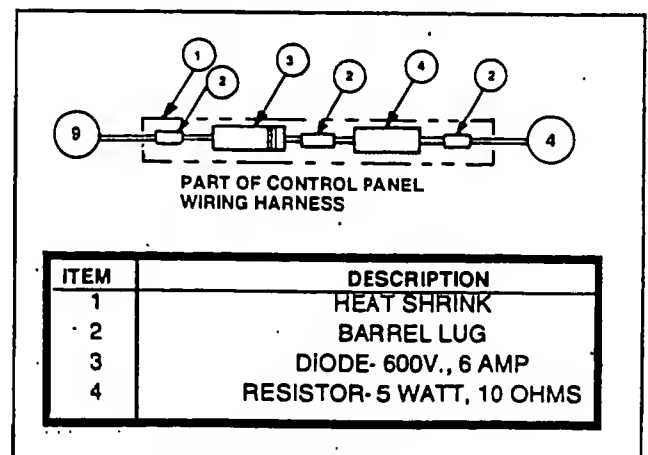 1 2 3 2 4 2
9 4
PART OF CONTROL PANEL
WIRING HARNESS
ITEM DESCRIPTION
1 HEAT SHRINK
2 BARREL LUG
3 DIODE- 600V., 6 AMP
4 RESISTOR- 5 WATT, 10 OHMS